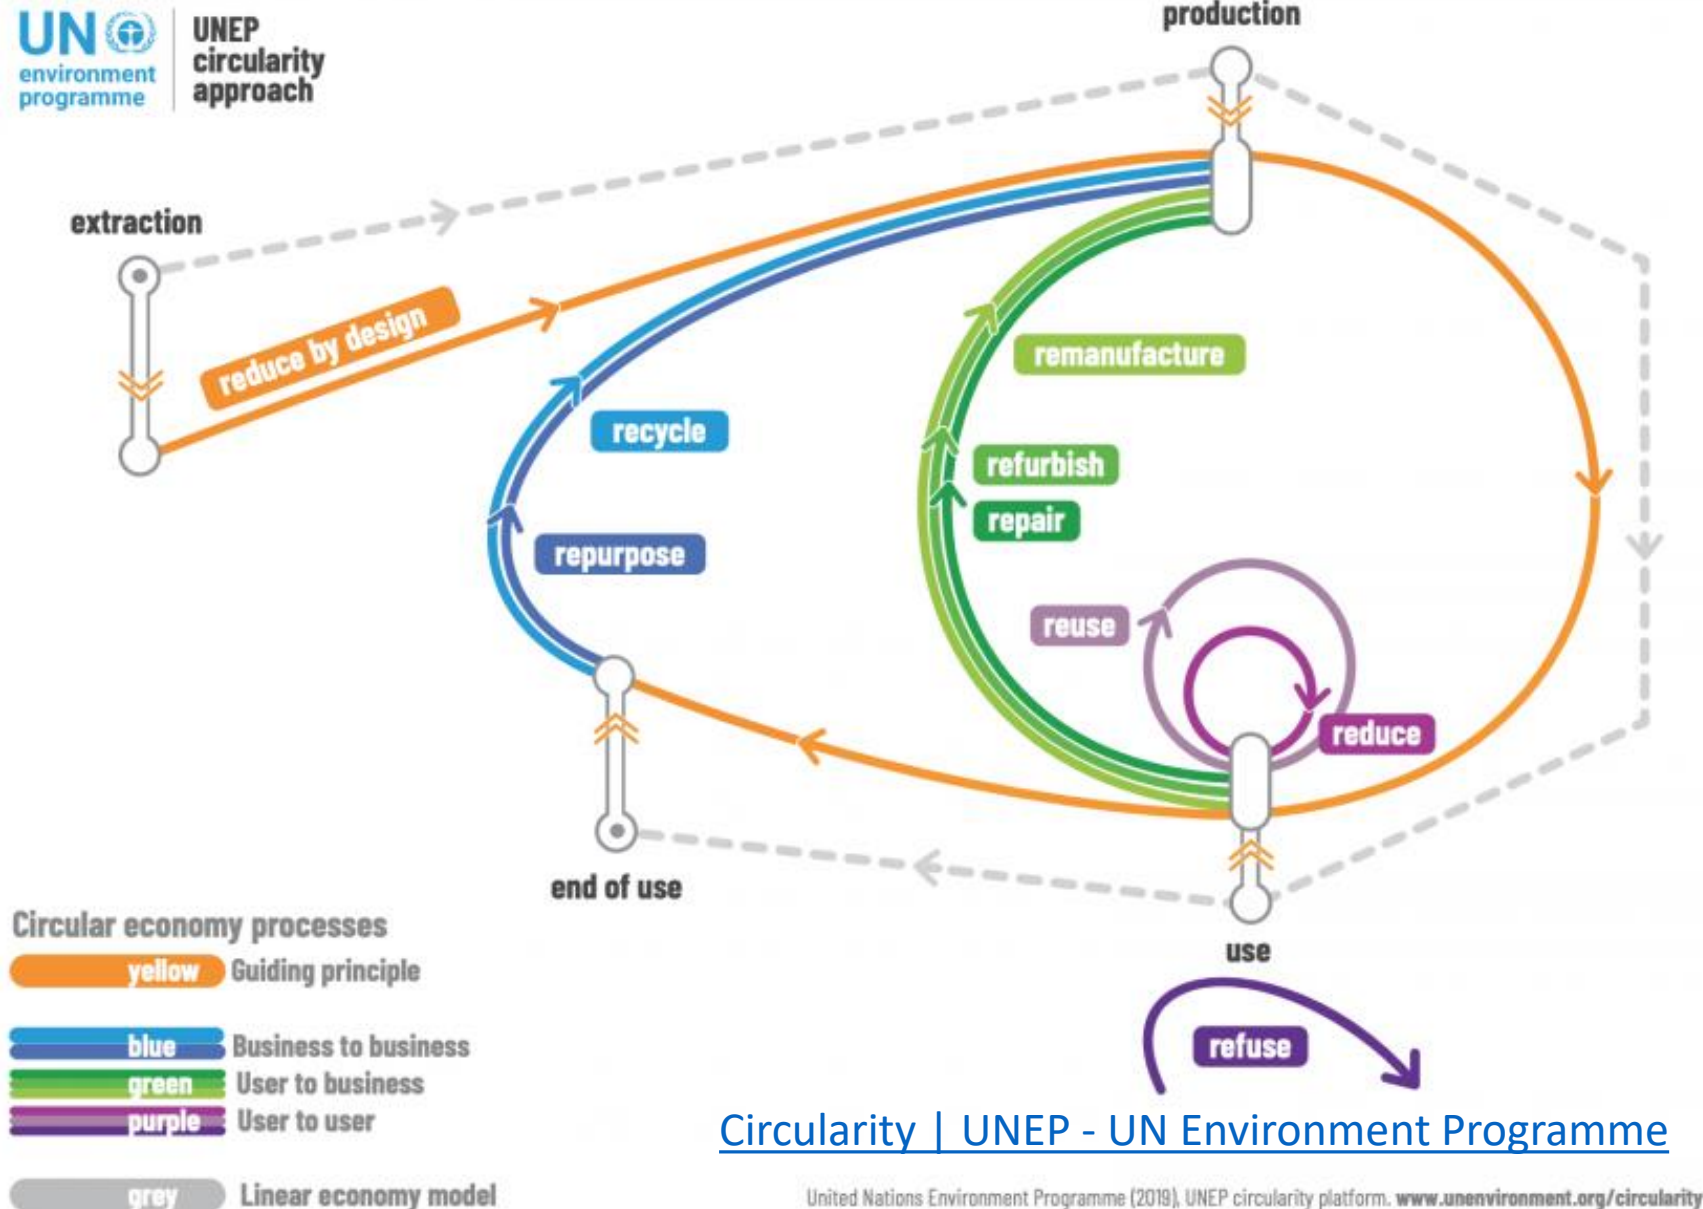 UN
environment
programme
UNEP
circularity
approach
production
extraction
reduce by design
remanufacture
recycle
refurbish
repair
repurpose
reuse
reduce
end of use
use
refuse
Circular economy processes
yellow Guiding principle
blue Business to business
green User to business
purple User to user
grey Linear economy model
Circularity | UNEP - UN Environment Programme
United Nations Environment Programme (2019), UNEP circularity platform. www.unenvironment.org/circularity